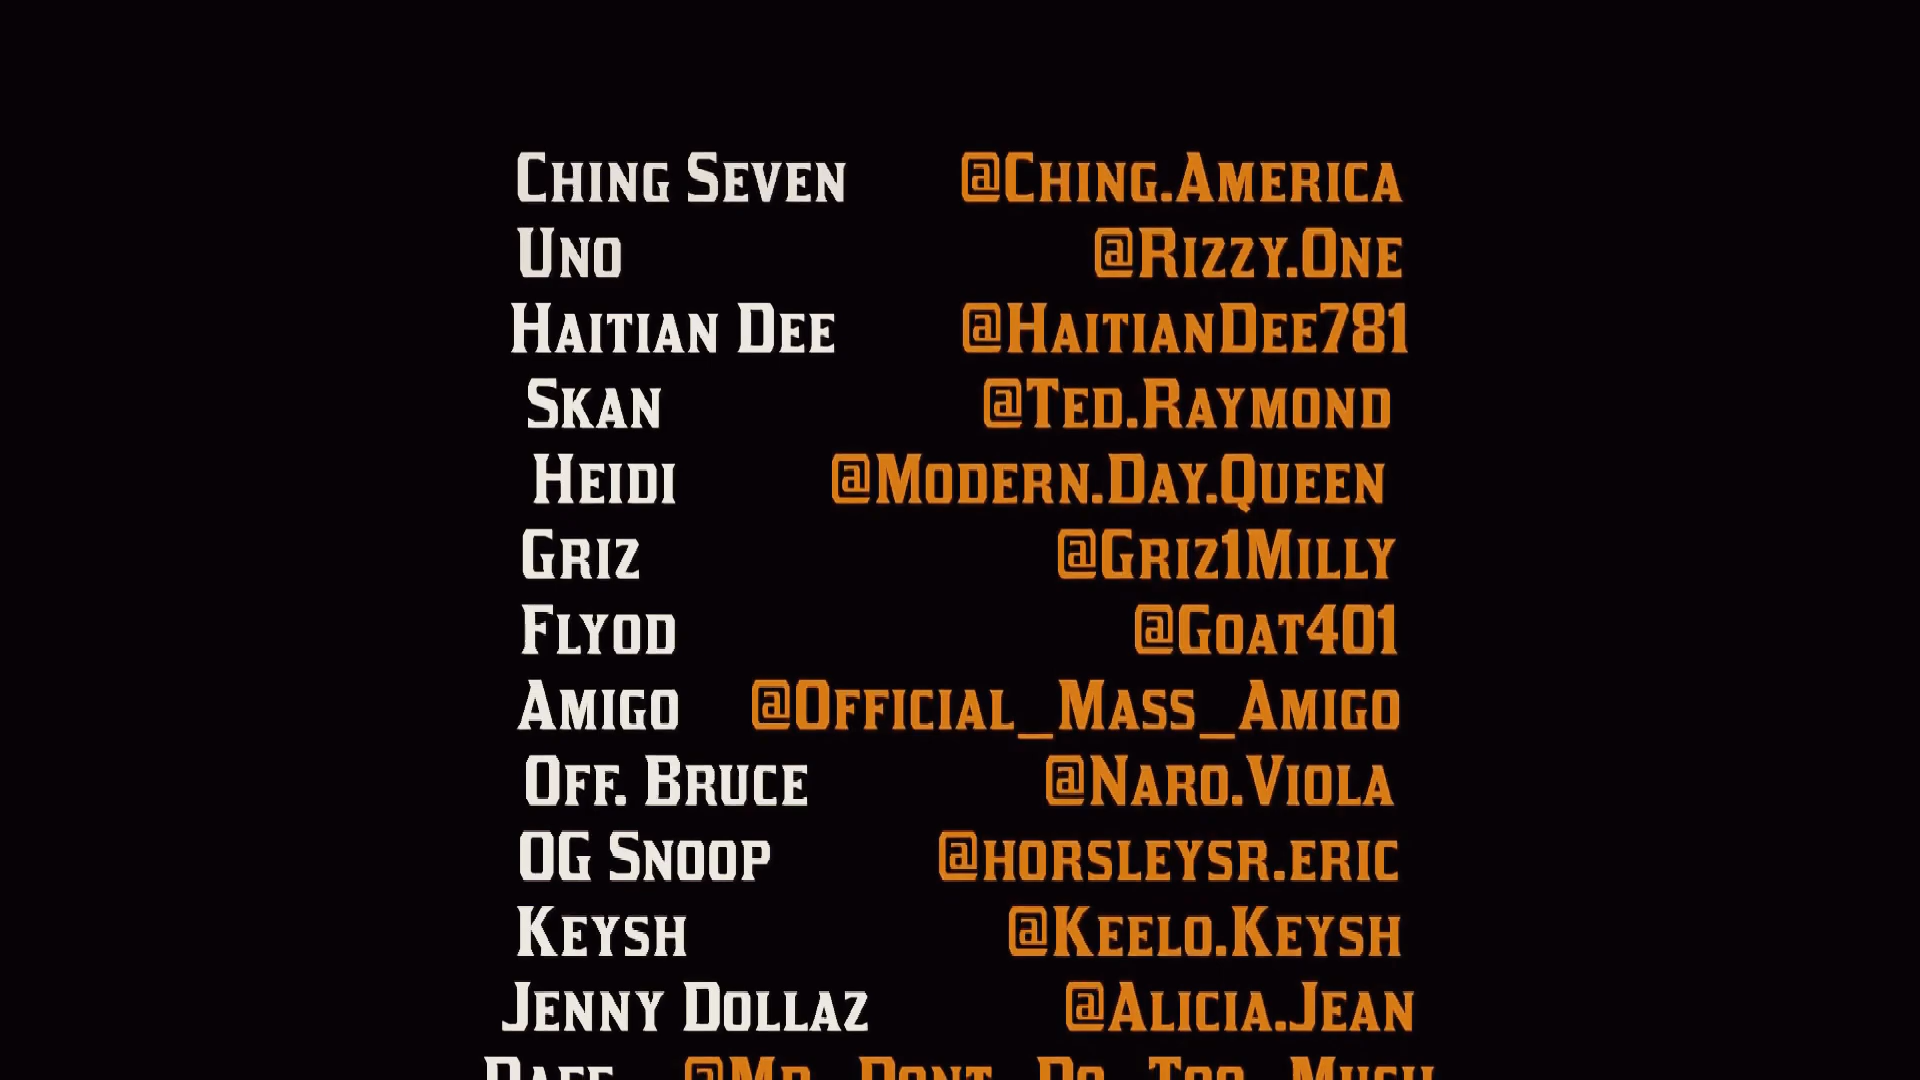 Ching Seven @Ching.America
Uno @Rizzy.One
Haitian Dee @HaitianDee781
Skan @Ted.Raymond
Heidi @Modern.Day.Queen
Griz @Griz1Milly
Flyod @Goat401
Amigo @Official_Mass_Amigo
Off. Bruce @Naro.Viola
OG Snoop @horsleysr.eric
Keysh @Keelo.Keysh
Jenny Dollaz @Alicia.Jean
@Mr_Dont_Do_Too_Much